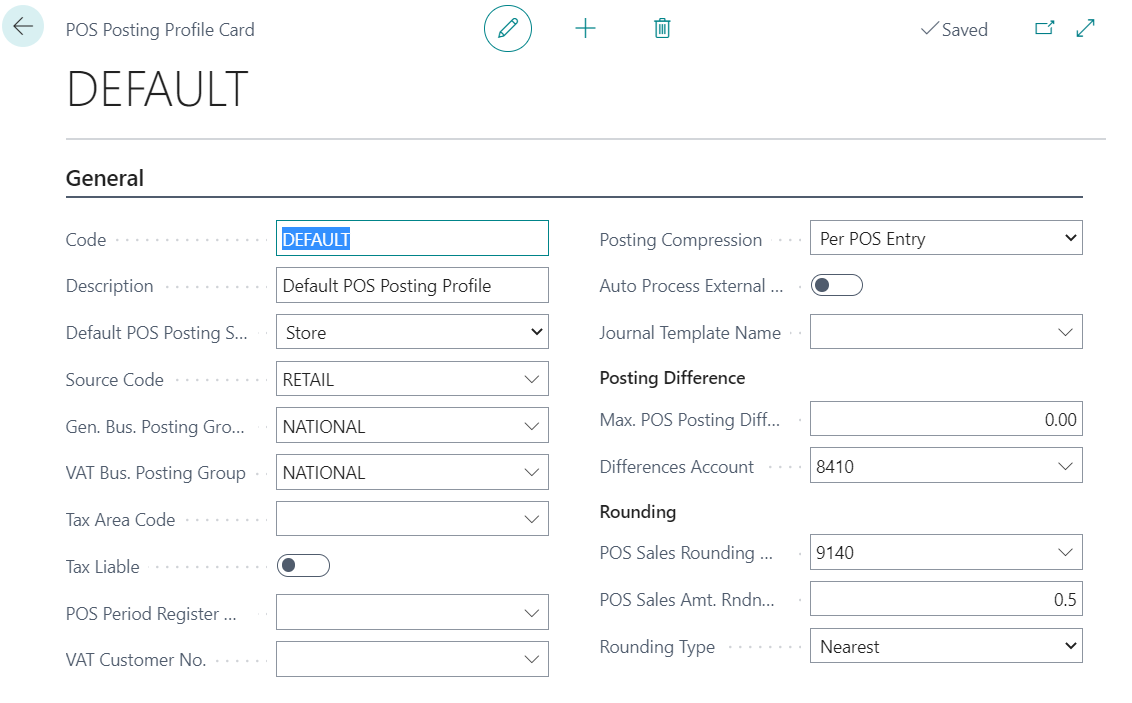 POS Posting Profile Card
Saved
DEFAULT
General
Code
DEFAULT
Description
Default POS Posting Profile
Default POS Posting S...
Store
Source Code
RETAIL
Gen. Bus. Posting Gro...
NATIONAL
VAT Bus. Posting Group
NATIONAL
Tax Area Code
Tax Liable
POS Period Register ...
VAT Customer No.
Posting Compression
Per POS Entry
Auto Process External ...
Journal Template Name
Posting Difference
Max. POS Posting Diff...
0.00
Differences Account
8410
Rounding
POS Sales Rounding ...
9140
POS Sales Amt. Rndn...
0.5
Rounding Type
Nearest